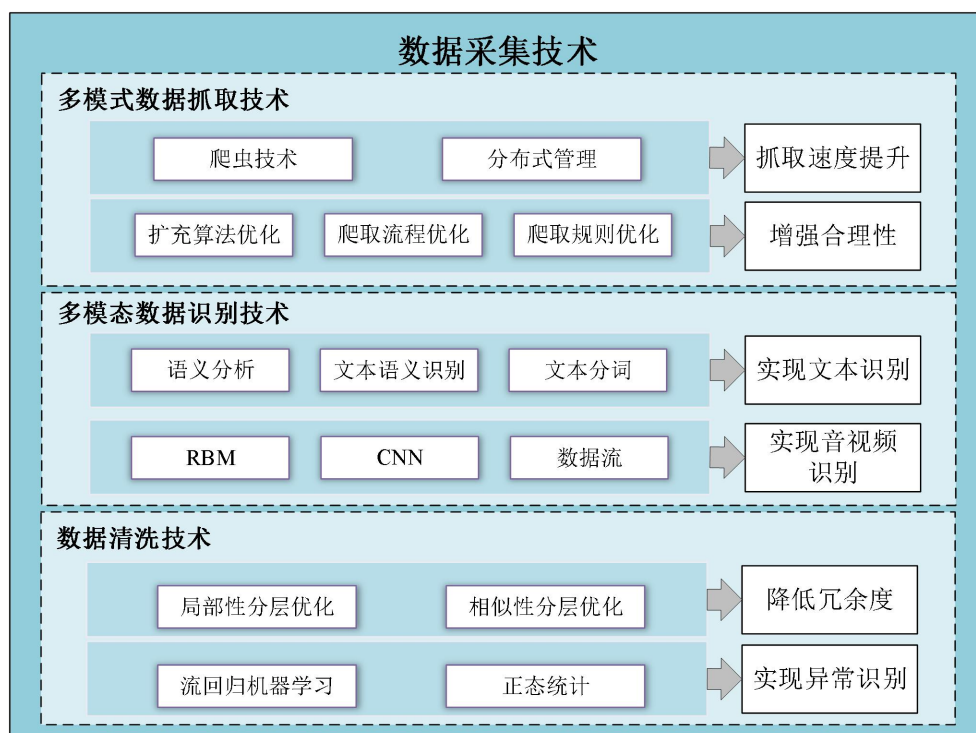 数据采集技术
多模式数据抓取技术
爬虫技术
分布式管理
抓取速度提升
扩充算法优化
爬取流程优化
爬取规则优化
增强合理性
多模态数据识别技术
语义分析
文本语义识别
文本分词
实现文本识别
RBM
CNN
数据流
实现音视频
识别
数据清洗技术
局部性分层优化
相似性分层优化
降低冗余度
流回归机器学习
正态统计
实现异常识别